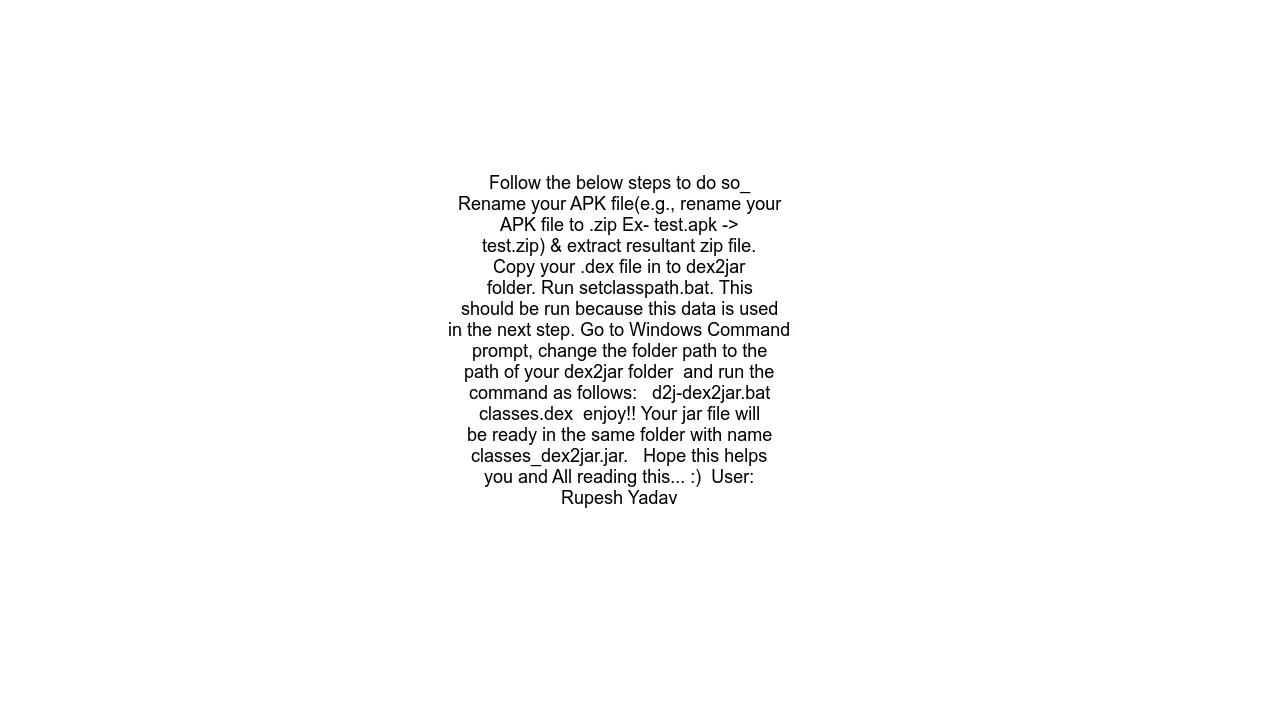 Follow the below steps to do so_
Rename your APK file(e.g., rename your
APK file to .zip Ex- test.apk ->
test.zip) & extract resultant zip file.
Copy your .dex file in to dex2jar
folder. Run setclasspath.bat. This
should be run because this data is used
in the next step. Go to Windows Command
prompt, change the folder path to the
path of your dex2jar folder  and run the
command as follows:   d2j-dex2jar.bat
classes.dex  enjoy!! Your jar file will
be ready in the same folder with name
classes_dex2jar.jar.   Hope this helps
you and All reading this... :)  User:
Rupesh Yadav